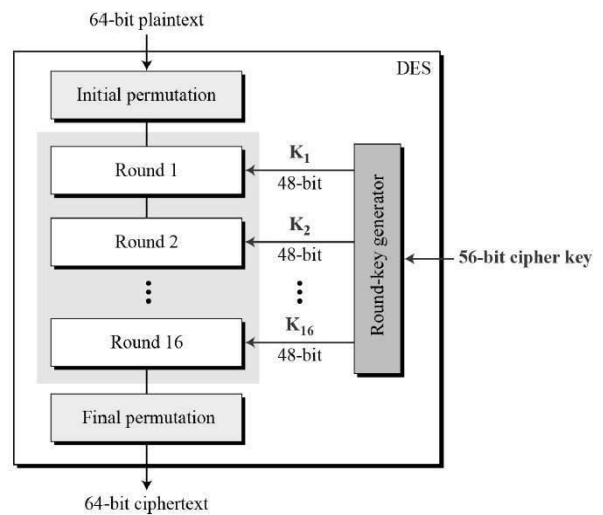 64-bit plaintext
DES
Initial permutation
Round 1
K1
48-bit
Round 2
K2
48-bit
Round-key generator
56-bit cipher key
Round 16
K16
48-bit
Final permutation
64-bit ciphertext